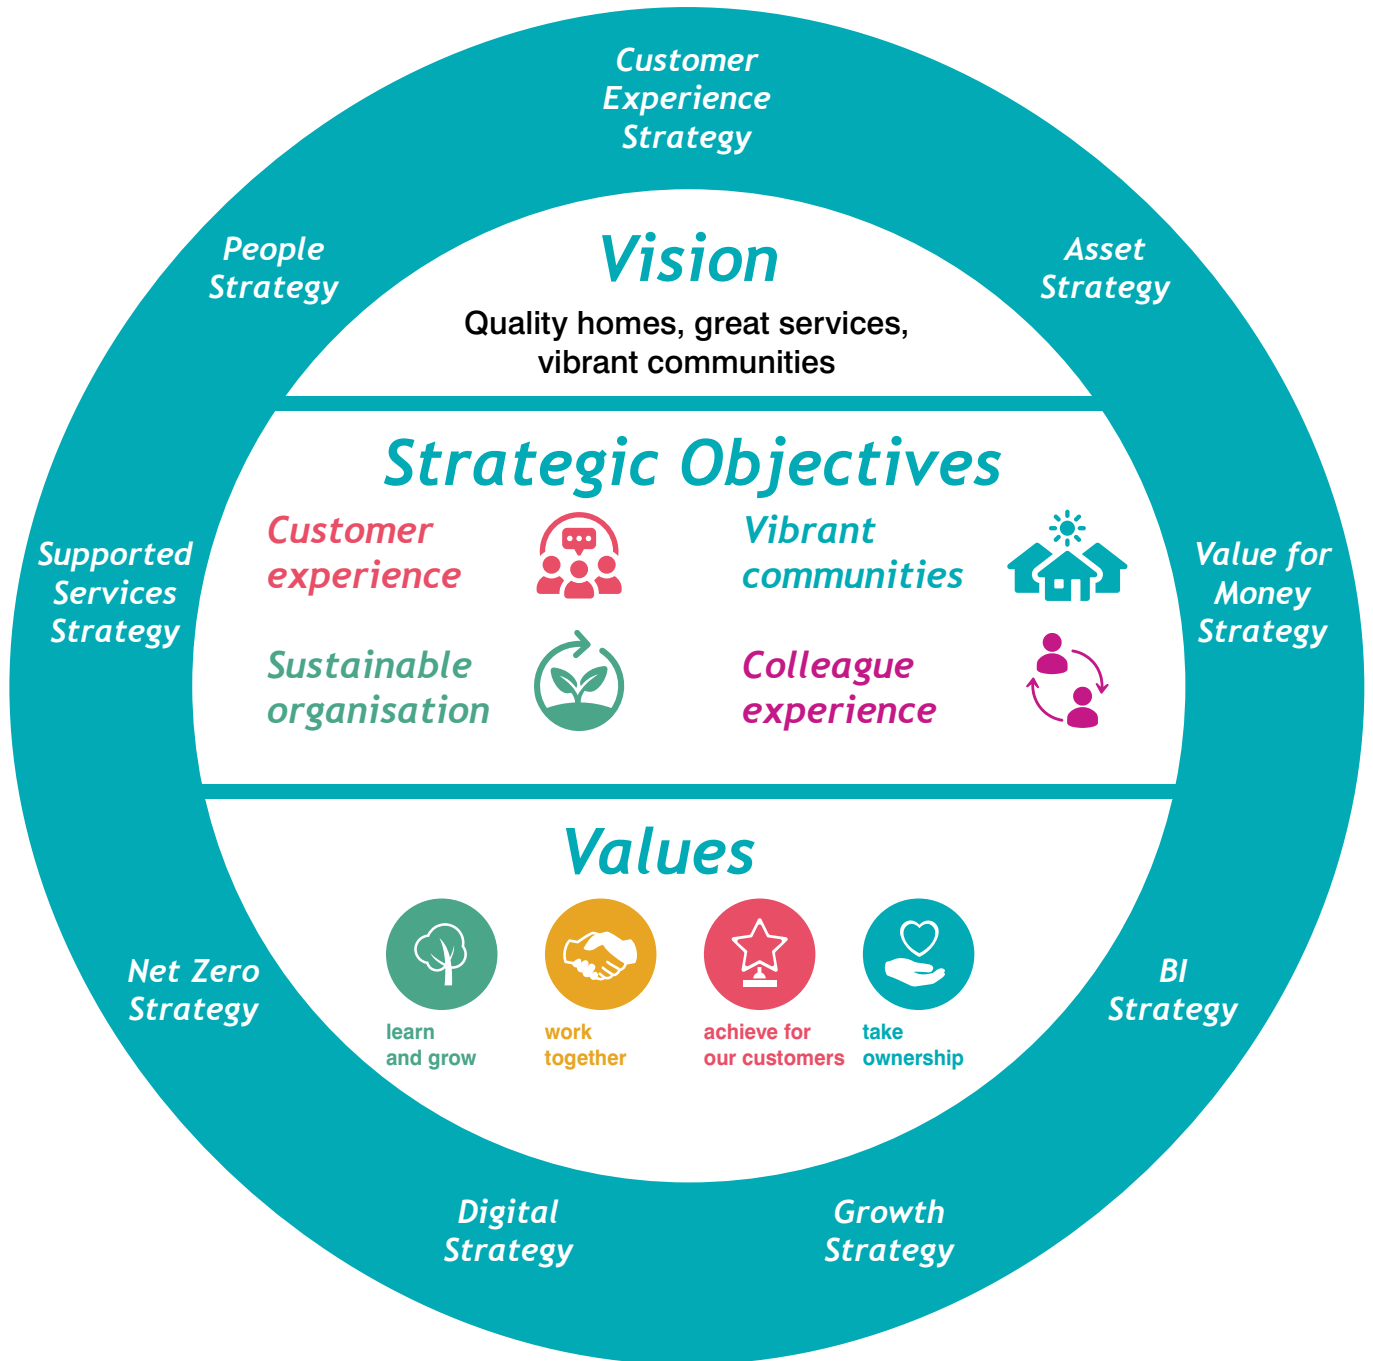 Customer
Experience
Strategy
People
Strategy
Asset
Strategy
Vision
Quality homes, great services,
vibrant communities
Strategic Objectives
Customer
experience
Vibrant
communities
Sustainable
organisation
Colleague
experience
Supported
Services
Strategy
Value for
Money
Strategy
Values
learn
and grow
work
together
achieve for
our customers
take
ownership
Net Zero
Strategy
BI
Strategy
Digital
Strategy
Growth
Strategy